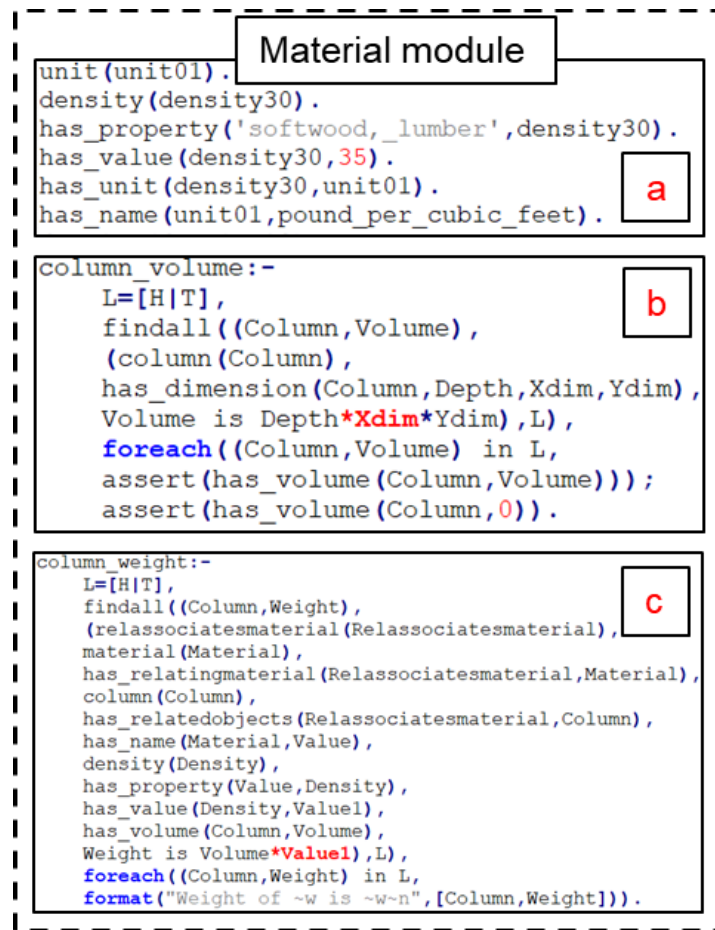 Material module
unit(unit01).
density(density30).
has_property('softwood,_lumber',density30).
has_value(density30,35).
has_unit(density30,unit01).
has_name(unit01,pound_per_cubic_feet).
a
column_volume:-
L=[H|T],
findall((Column,Volume),
(column(Column),
has_dimension(Column,Depth,Xdim,Ydim),
Volume is Depth*Xdim*Ydim),L),
foreach((Column,Volume) in L,
assert(has_volume(Column,Volume)));
assert(has_volume(Column,0)).
b
column_weight:-
L=[H|T],
findall((Column,Weight),
(relassociatesmaterial(Relassociatesmaterial),
material(Material),
has_relatingmaterial(Relassociatesmaterial,Material),
column(Column),
has_relatedobjects(Relassociatesmaterial,Column),
has_name(Material,Value),
density(Density),
has_property(Value,Density),
has_value(Density,Value1),
has_volume(Column,Volume),
Weight is Volume*Value1),L),
foreach((Column,Weight) in L,
format("Weight of ~w is ~w~n",[Column,Weight])).
c